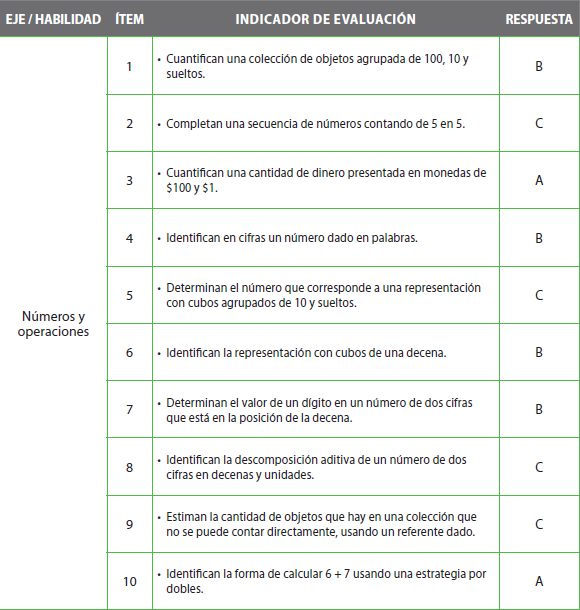 EJE / HABILIDAD ÍTEM INDICADOR DE EVALUACIÓN RESPUESTA
Números y
operaciones
1 • Cuantifican una colección de objetos agrupada de 100, 10 y
sueltos. B
2 • Completan una secuencia de números contando de 5 en 5. C
3 • Cuantifican una cantidad de dinero presentada en monedas de
$100 y $1. A
4 • Identifican en cifras un número dado en palabras. B
5 • Determinan el número que corresponde a una representación
con cubos agrupados de 10 y sueltos. C
6 • Identifican la representación con cubos de una decena. B
7 • Determinan el valor de un dígito en un número de dos cifras
que está en la posición de la decena. B
8 • Identifican la descomposición aditiva de un número de dos
cifras en decenas y unidades. C
9 • Estiman la cantidad de objetos que hay en una colección que
no se puede contar directamente, usando un referente dado. C
10 • Identifican la forma de calcular 6 + 7 usando una estrategia por
dobles. A